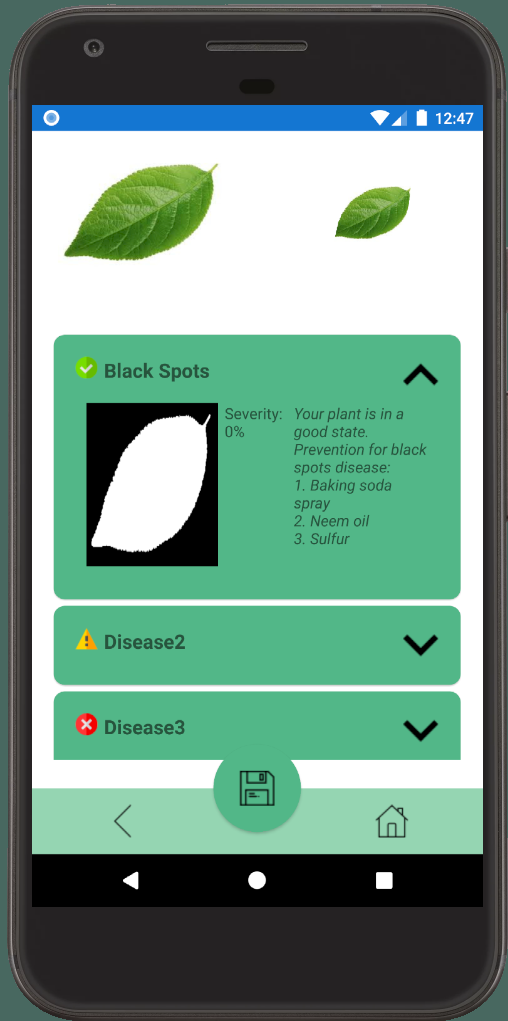 12:47
Black Spots
Severity:
0%
Your plant is in a
good state.
Prevention for black
spots disease:
1. Baking soda
spray
2. Neem oil
3. Sulfur
Disease2
Disease3